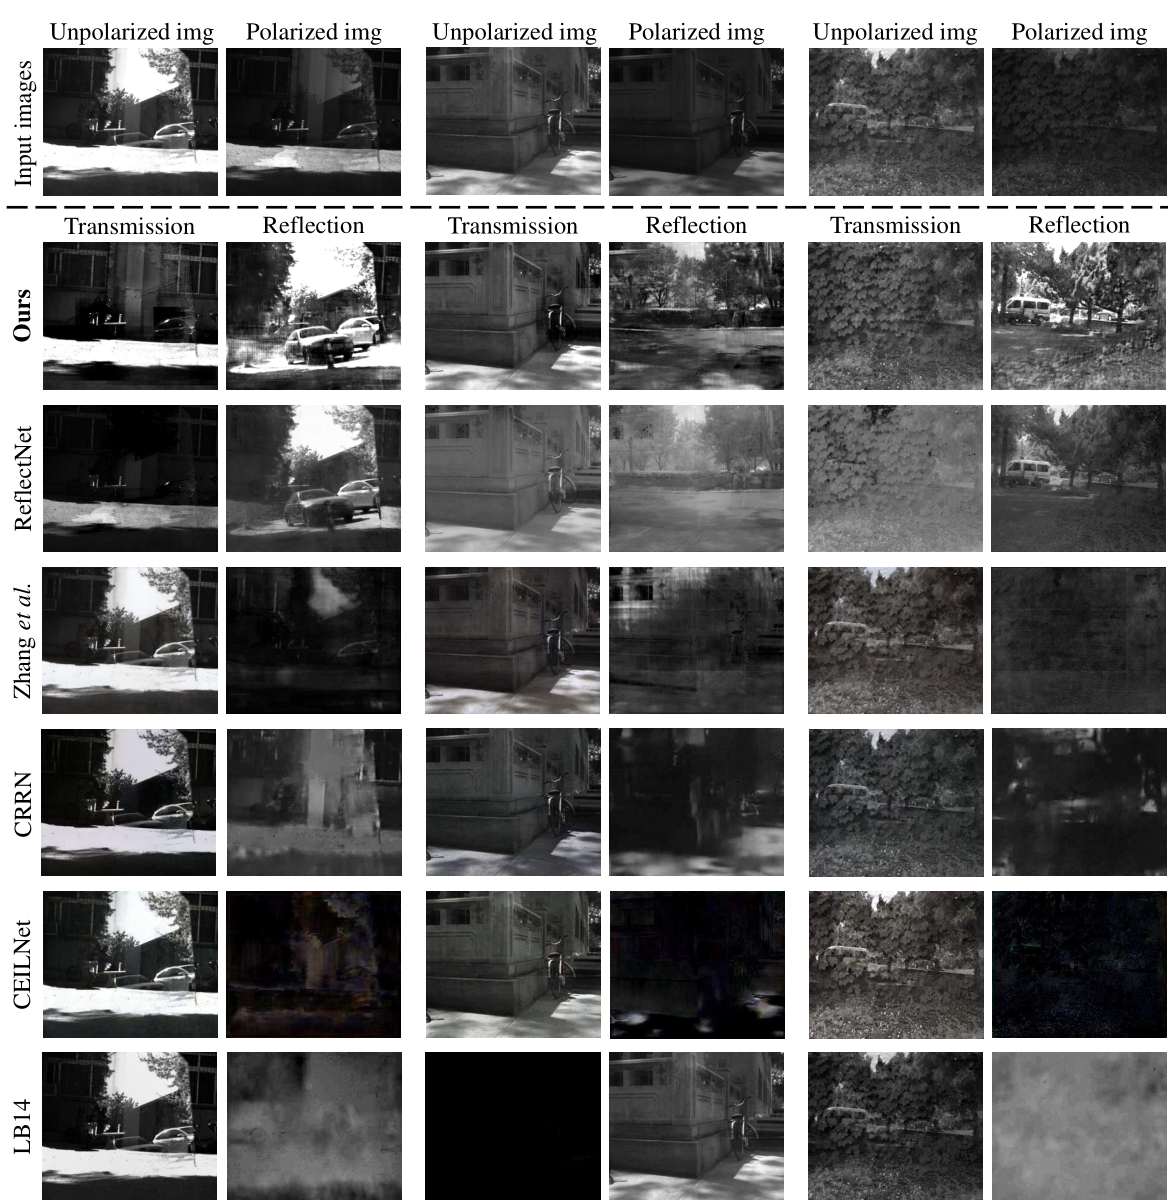 Unpolarized img Polarized img Unpolarized img Polarized img Unpolarized img Polarized img
Input images
Transmission Reflection Transmission Reflection Transmission Reflection
Ours
ReflectNet
Zhang et al.
CRRN
CEILNet
LB14